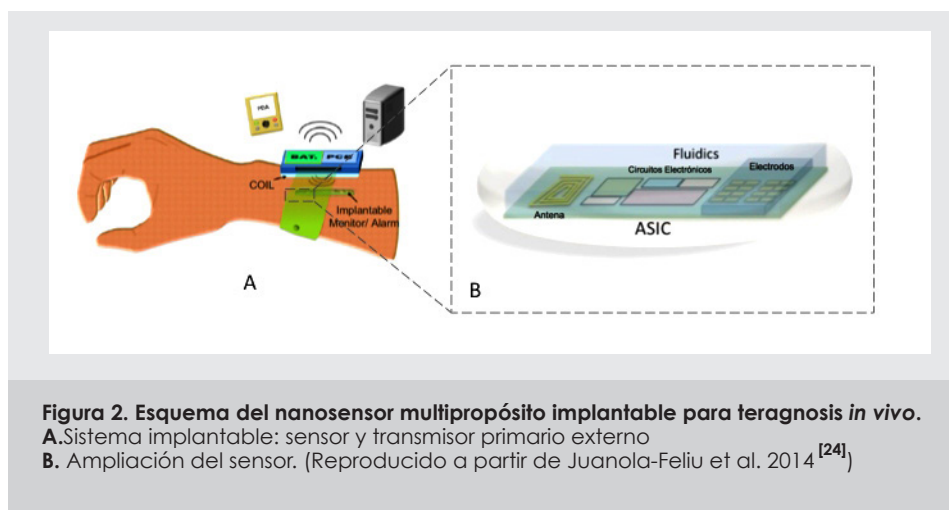 PDA
BAT. PCB
COIL
Implantable
Monitor/ Alarm
A
Fluidics
Circuitos Electrónicos
Electrodos
Antena
ASIC
B
Figura 2. Esquema del nanosensor multipropósito implantable para teragnosis in vivo.
A.Sistema implantable: sensor y transmisor primario externo
B. Ampliación del sensor. (Reproducido a partir de Juanola-Feliu et al. 2014 [24])